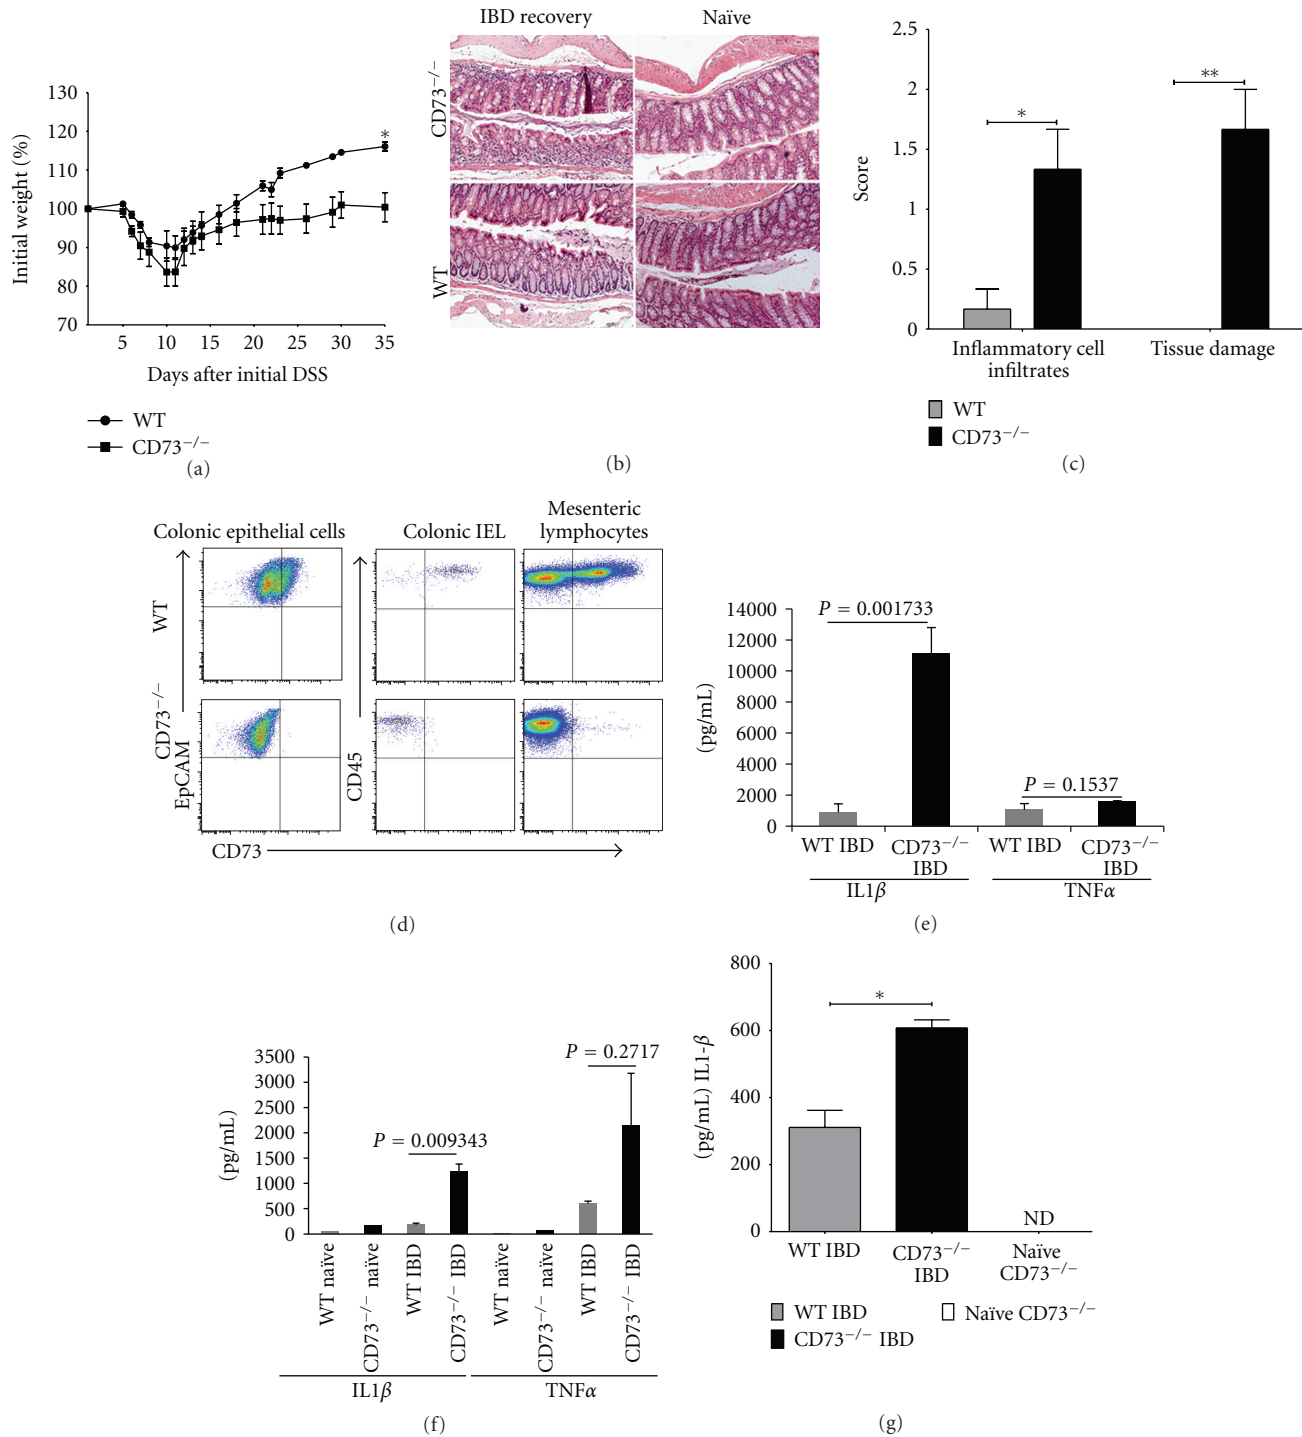 IBD recovery
Naïve
CD73−/−
WT
130
120
110
100
90
80
70
Initial weight (%)
*
5 10 15 20 25 30 35
Days after initial DSS
WT
CD73−/−
(a)
(b)
2.5
2
1.5
1
0.5
0
Score
*
**
Inflammatory cell
infiltrates
Tissue damage
WT
CD73−/−
(c)
Colonic epithelial cells
Colonic IEL
Mesenteric
lymphocytes
WT
CD73−/−
EpCAM
CD45
CD73
(d)
14000
12000
10000
8000
6000
4000
2000
0
(pg/mL)
P = 0.001733
P = 0.1537
WT IBD
CD73−/−
IBD
WT IBD
CD73−/−
IBD
IL1β
TNFα
(e)
3500
3000
2500
2000
1500
1000
500
0
(pg/mL)
P = 0.009343
P = 0.2717
WT naïve
CD73−/− naïve
WT IBD
CD73−/− IBD
WT naïve
CD73−/− naïve
WT IBD
CD73−/− IBD
IL1β
TNFα
(f)
800
600
400
200
0
(pg/mL) IL1-β
*
ND
WT IBD
CD73−/−
IBD
Naïve
CD73−/−
WT IBD
Naïve CD73−/−
CD73−/− IBD
(g)